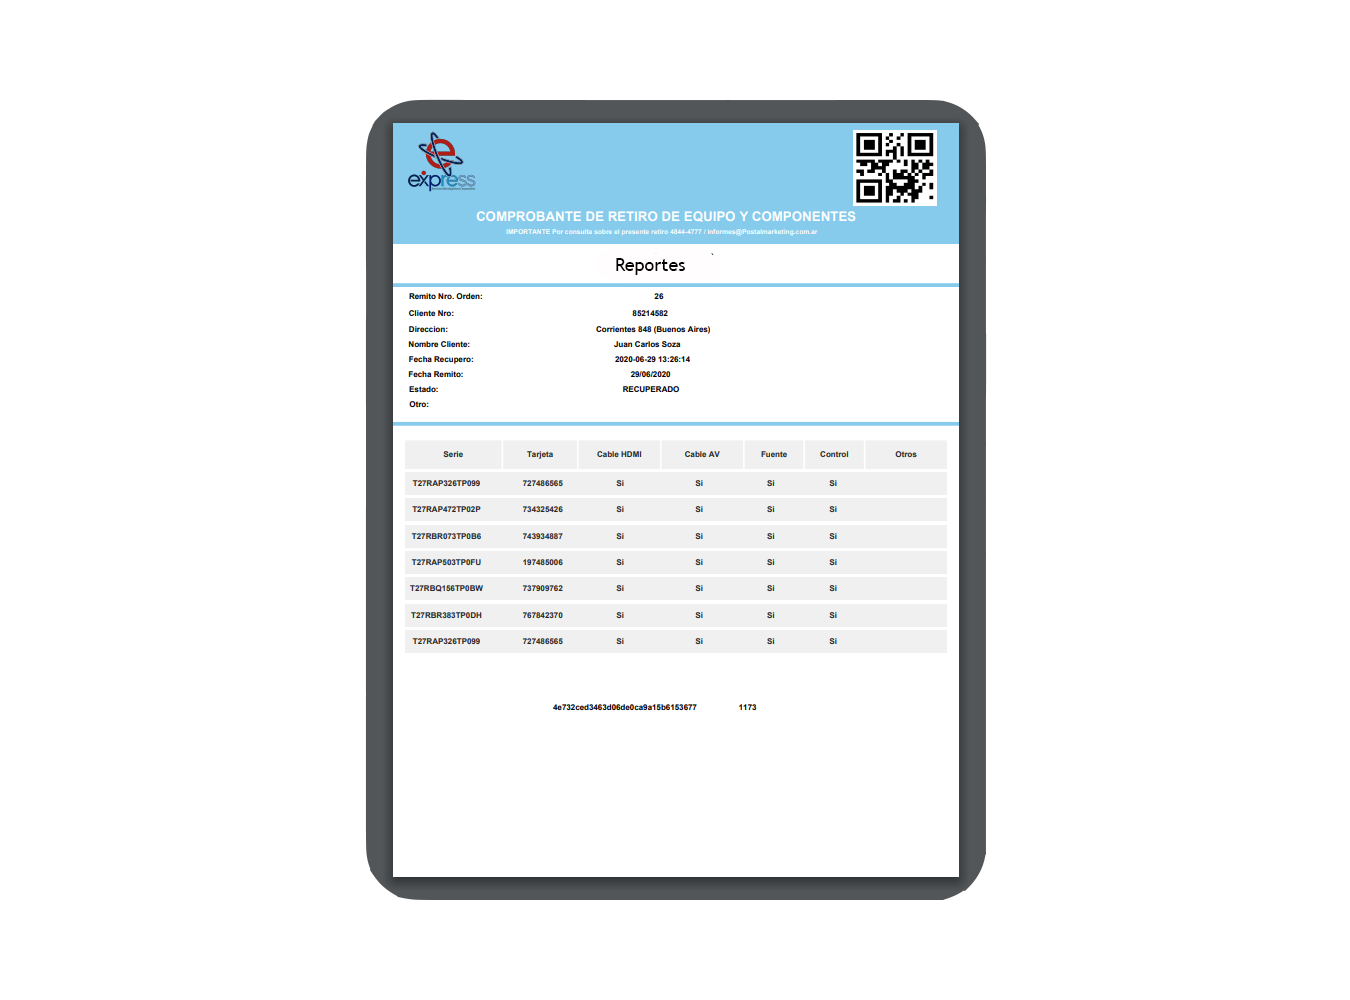 express
COMPROBANTE DE RETIRO DE EQUIPO Y COMPONENTES
IMPORTANTE Por consulta sobre el presente retiro 4844-4777 / informes@Postalmarketing.com.ar
Reportes
Remito Nro. Orden: 26
Cliente Nro: 85214582
Direccion: Corrientes 848 (Buenos Aires)
Nombre Cliente: Juan Carlos Soza
Fecha Recupero: 2020-06-29 13:26:14
Fecha Remito: 29/06/2020
Estado: RECUPERADO
Otro:
Serie Tarjeta Cable HDMI Cable AV Fuente Control Otros
T27RAP326TP099 727486565 Si Si Si Si
T27RAP472TP02P 734325426 Si Si Si Si
T27RBR073TP0B6 743934887 Si Si Si Si
T27RAP503TP0FU 197485006 Si Si Si Si
T27RBQ156TP0BW 737909762 Si Si Si Si
T27RBR383TP0DH 767842370 Si Si Si Si
T27RAP326TP099 727486565 Si Si Si Si
4e732ced3463d06de0ca9a15b6153677 1173